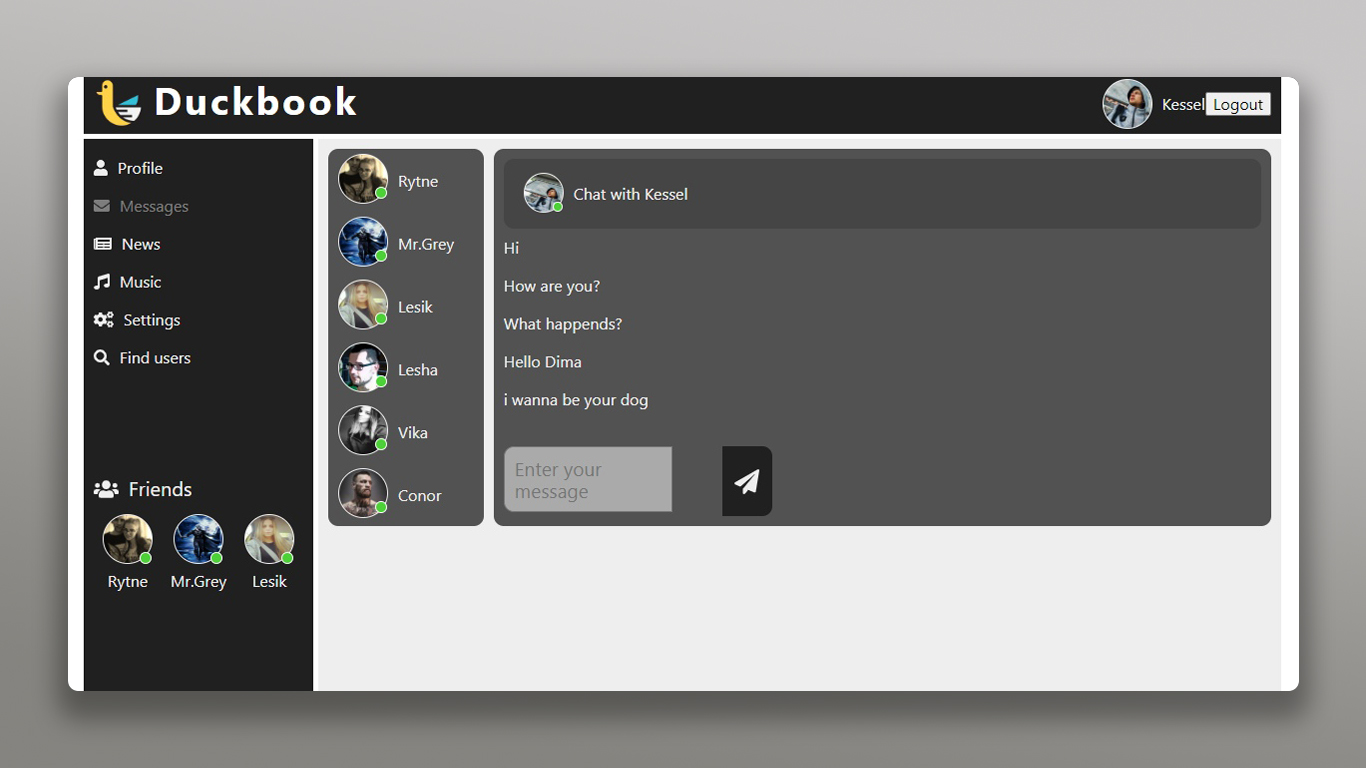 Duckbook
Kessel Logout
Profile
Messages
News
Music
Settings
Find users
Friends
Rytne Mr.Grey Lesik
Rytne
Mr.Grey
Lesik
Lesha
Vika
Conor
Chat with Kessel
Hi
How are you?
What happends?
Hello Dima
i wanna be your dog
Enter your
message